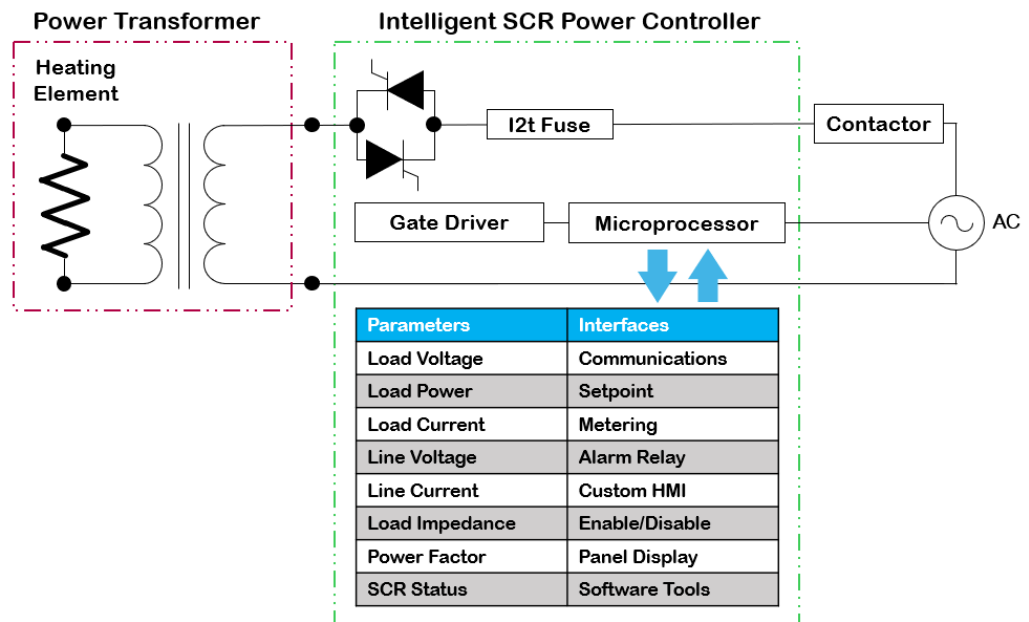 Power Transformer
Intelligent SCR Power Controller
Heating
Element
I2t Fuse
Contactor
Gate Driver
Microprocessor
AC
Parameters Interfaces
Load Voltage Communications
Load Power Setpoint
Load Current Metering
Line Voltage Alarm Relay
Line Current Custom HMI
Load Impedance Enable/Disable
Power Factor Panel Display
SCR Status Software Tools